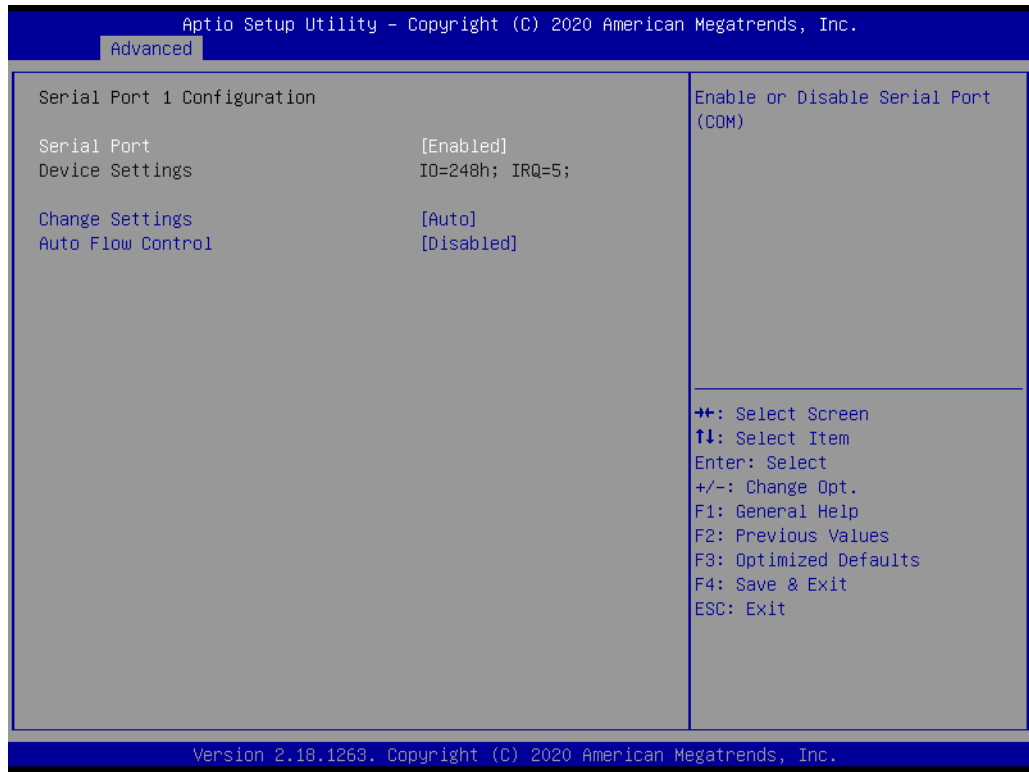 Aptio Setup Utility – Copyright (C) 2020 American Megatrends, Inc.
Advanced
Serial Port 1 Configuration
Serial Port [Enabled]
Device Settings IO=248h; IRQ=5;
Change Settings [Auto]
Auto Flow Control [Disabled]
Enable or Disable Serial Port
(COM)
→←: Select Screen
↑↓: Select Item
Enter: Select
+/-: Change Opt.
F1: General Help
F2: Previous Values
F3: Optimized Defaults
F4: Save & Exit
ESC: Exit
Version 2.18.1263. Copyright (C) 2020 American Megatrends, Inc.